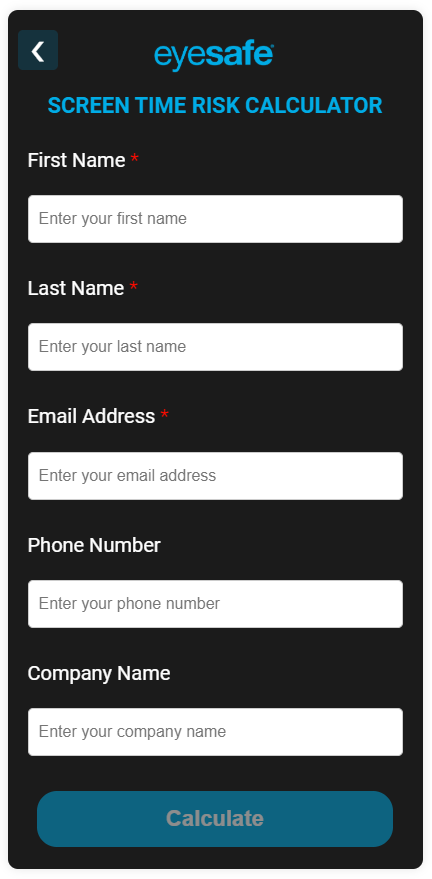 eyesafe
SCREEN TIME RISK CALCULATOR
First Name *
Enter your first name
Last Name *
Enter your last name
Email Address *
Enter your email address
Phone Number
Enter your phone number
Company Name
Enter your company name
Calculate